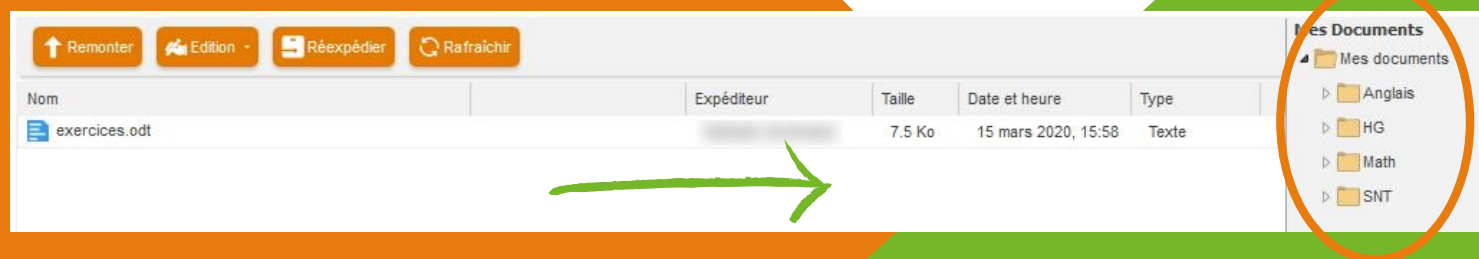 Remonter Edition Réexpédier Rafraîchir
Nom Expéditeur Taille Date et heure Type
exercices.odt 7.5 Ko 15 mars 2020, 15:58 Texte
Mes Documents
Mes documents
Anglais
HG
Math
SNT